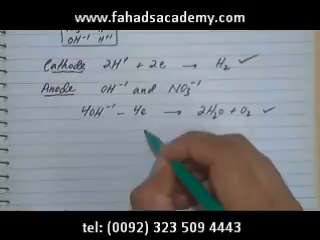 www.fahadsacademy.com
OH⁻¹ H⁺¹
Cathode 2H⁺ + 2e → H₂ ✓
Anode OH⁻¹ and NO₃⁻¹
4OH⁻¹ - 4e → 2H₂O + O₂ ✓
tel: (0092) 323 509 4443